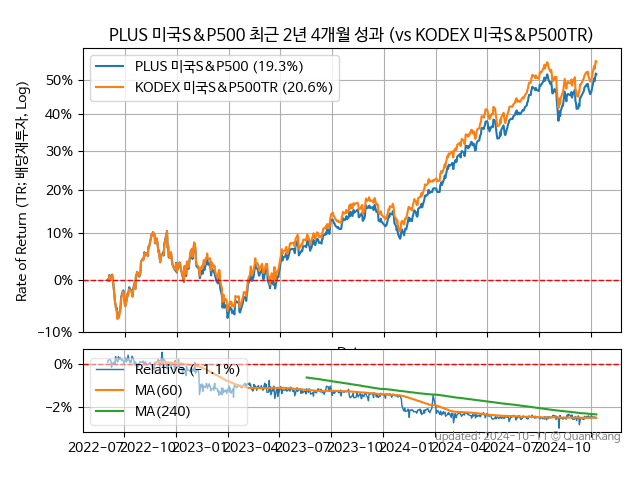 PLUS 미국S&P500 최근 2년 4개월 성과 (vs KODEX 미국S&P500TR)
PLUS 미국S&P500 (19.3%)
KODEX 미국S&P500TR (20.6%)
Rate of Return (TR: 배당재투자, Log)
50%
40%
30%
20%
10%
0%
−10%
Relative (−1.1%)
MA(60)
MA(240)
0%
−2%
updated: 2024-10-11 © QuantKang
2022-07
2022-10
2023-01
2023-04
2023-07
2023-10
2024-01
2024-04
2024-07
2024-10